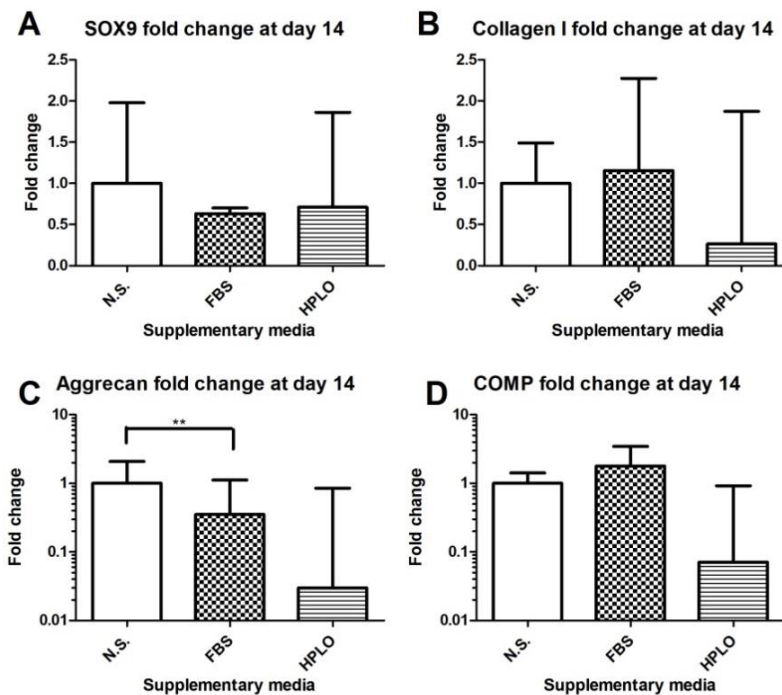 A
SOX9 fold change at day 14
Fold change
2.5
2.0
1.5
1.0
0.5
0.0
N.S.
FBS
HPLO
Supplementary media
B
Collagen I fold change at day 14
Fold change
2.5
2.0
1.5
1.0
0.5
0.0
N.S.
FBS
HPLO
Supplementary media
C
Aggrecan fold change at day 14
Fold change
10
1
0.1
0.01
**
N.S.
FBS
HPLO
Supplementary media
D
COMP fold change at day 14
Fold change
10
1
0.1
0.01
N.S.
FBS
HPLO
Supplementary media